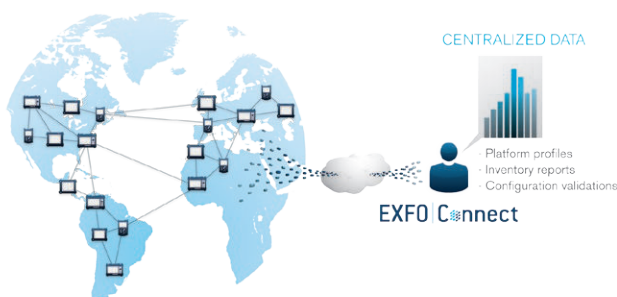 CENTRALIZED DATA
· Platform profiles
· Inventory reports
· Configuration validations
EXFO Connect